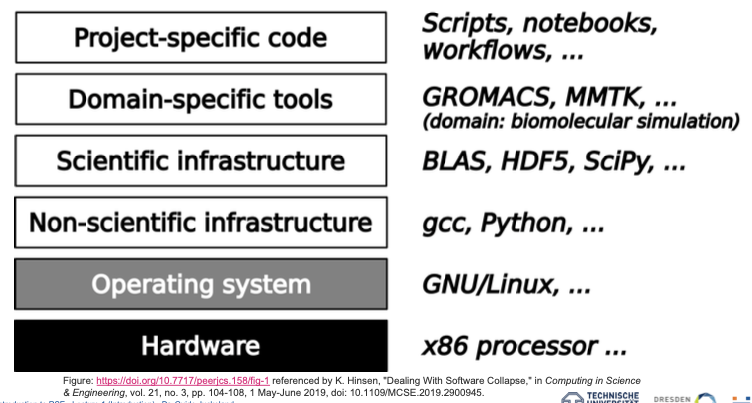 Project-specific code
Scripts, notebooks,
workflows, ...
Domain-specific tools
GROMACS, MMTK, ...
(domain: biomolecular simulation)
Scientific infrastructure
BLAS, HDF5, SciPy, ...
Non-scientific infrastructure
gcc, Python, ...
Operating system
GNU/Linux, ...
Hardware
x86 processor ...
Figure: https://doi.org/10.7717/peerjcs.158/fig-1 referenced by K. Hinsen, "Dealing With Software Collapse," in Computing in Science
& Engineering, vol. 21, no. 3, pp. 104-108, 1 May-June 2019, doi: 10.1109/MCSE.2019.2900945.
TECHNISCHE
UNIVERSITÄT
DRESDEN